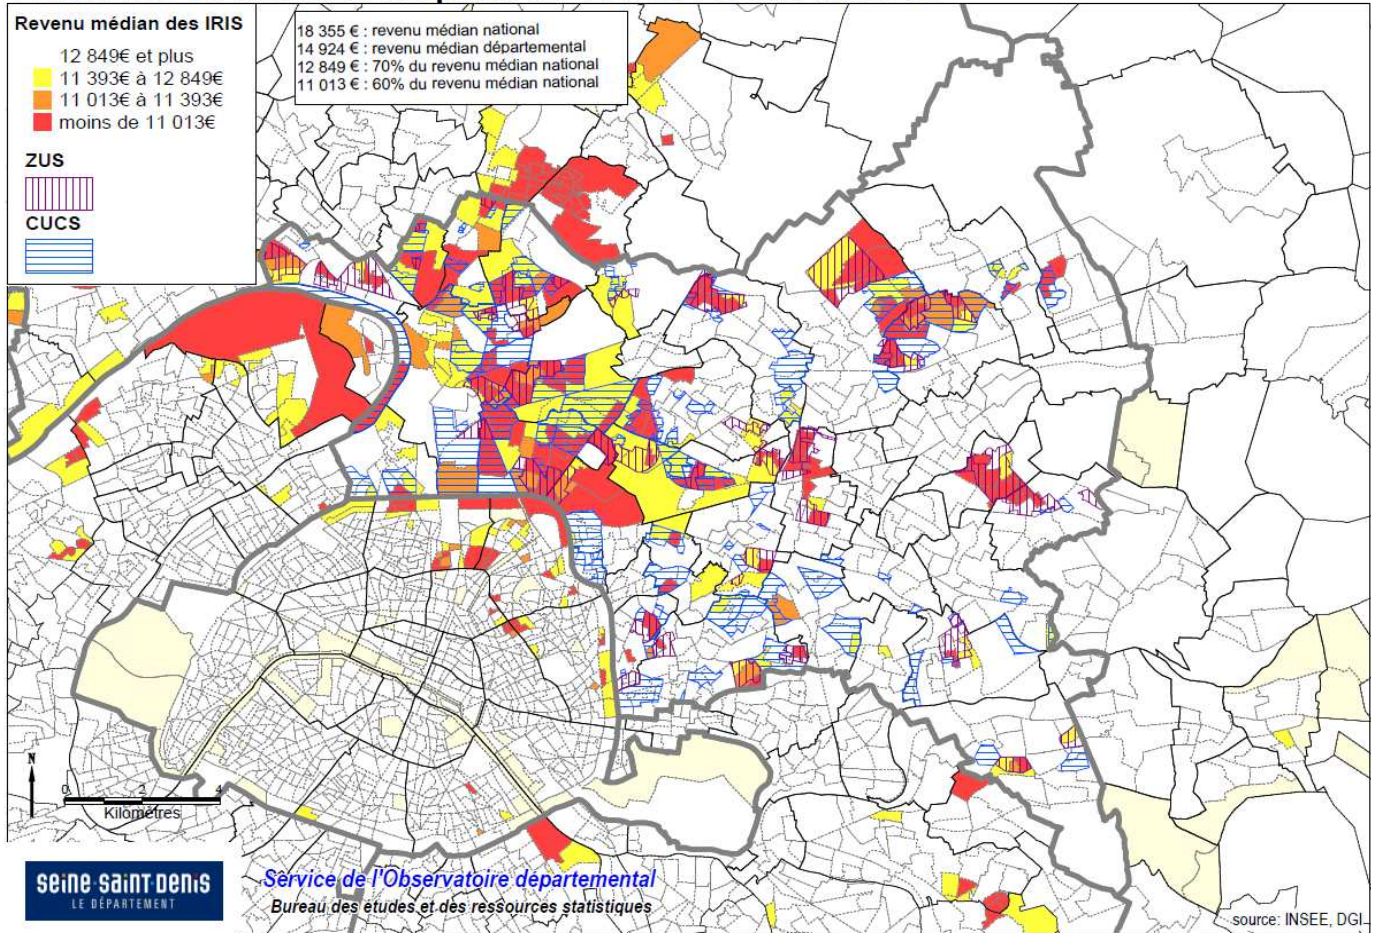 Revenu médian des IRIS
12 849€ et plus
11 393€ à 12 849€
11 013€ à 11 393€
moins de 11 013€
ZUS
CUCS
18 355 € : revenu médian national
14 924 € : revenu médian départemental
12 849 € : 70% du revenu médian national
11 013 € : 60% du revenu médian national
N
0 2 4
Kilomètres
seine-saint-denis
LE DÉPARTEMENT
Service de l'Observatoire départemental
Bureau des études et des ressources statistiques
source: INSEE, DGI